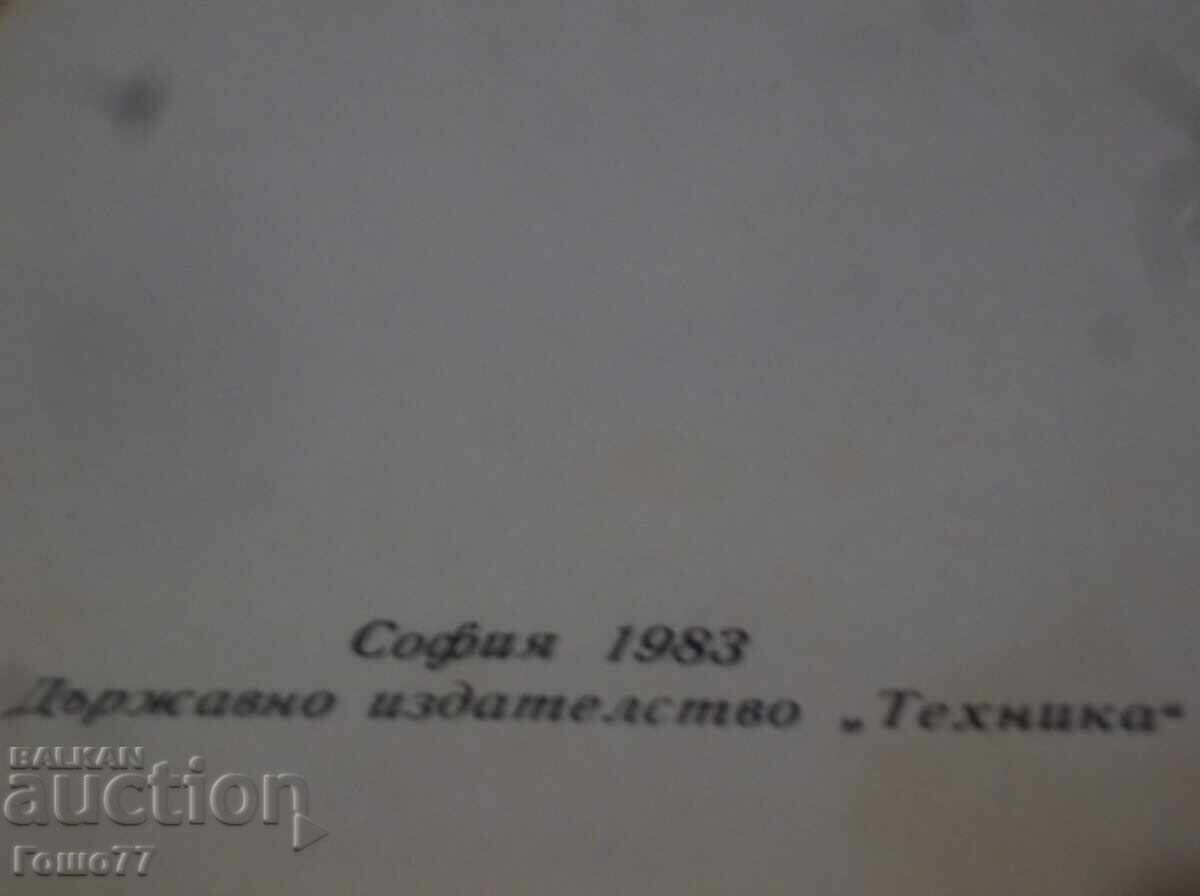 София 1983
Държавно издателство „Техника“
BALKAN
auction
Гошо77